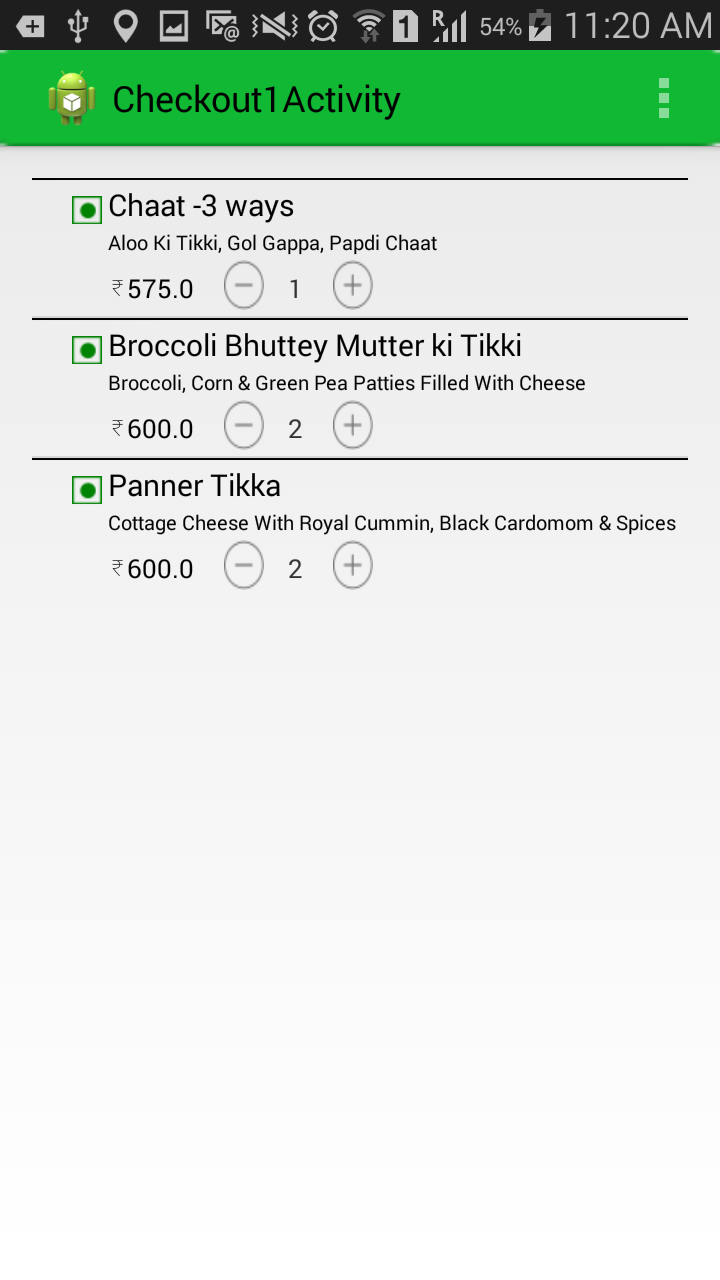 1 R 54% 11:20 AM
Checkout1Activity
Chaat -3 ways
Aloo Ki Tikki, Gol Gappa, Papdi Chaat
₹ 575.0 − 1 +
Broccoli Bhuttey Mutter ki Tikki
Broccoli, Corn & Green Pea Patties Filled With Cheese
₹ 600.0 − 2 +
Panner Tikka
Cottage Cheese With Royal Cummin, Black Cardomom & Spices
₹ 600.0 − 2 +